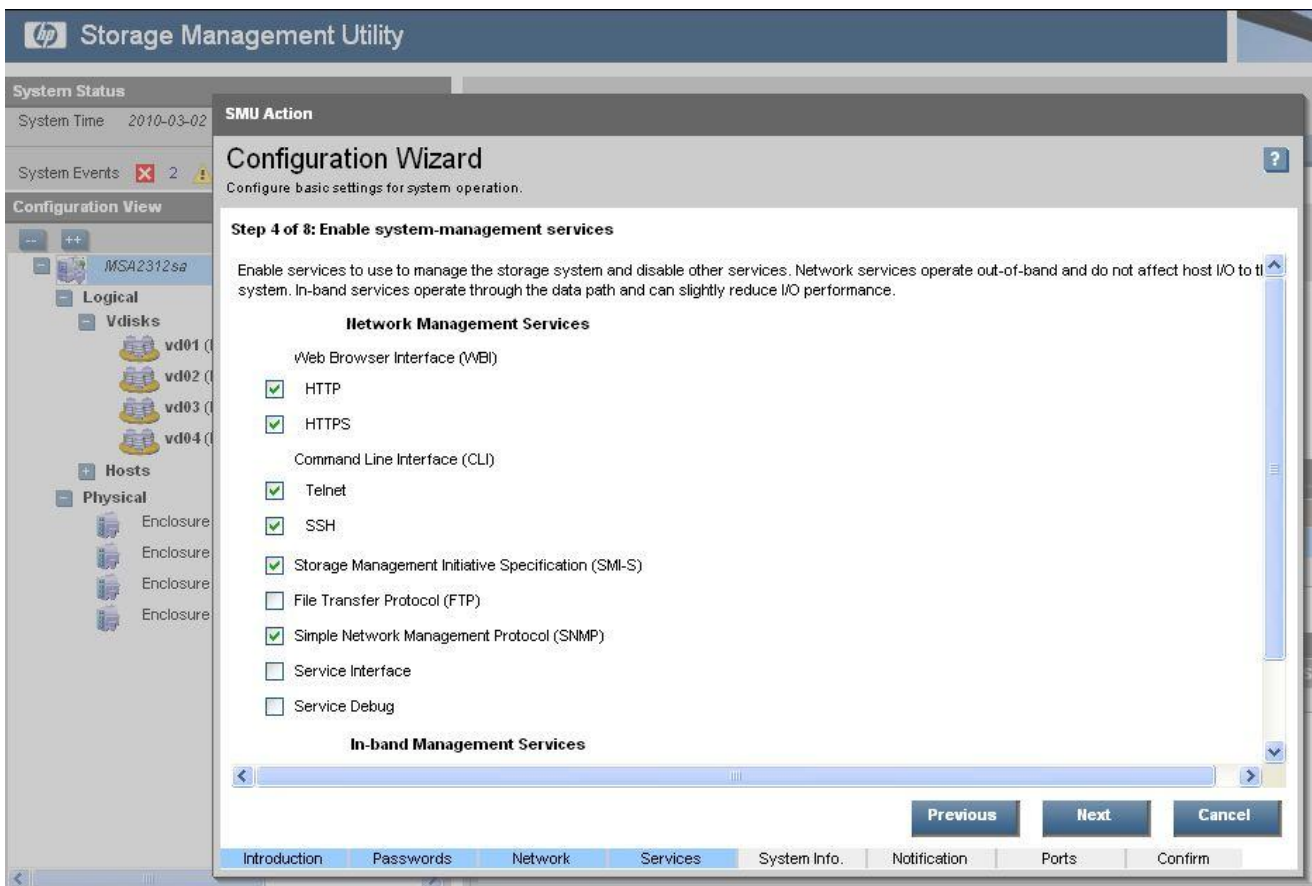 hp Storage Management Utility
System Status
System Time 2010-03-02
System Events 2
Configuration View
-- ++
MSA2312sa
Logical
Vdisks
vd01 (
vd02 (
vd03 (
vd04 (
Hosts
Physical
Enclosure
Enclosure
Enclosure
Enclosure
SMU Action
Configuration Wizard
?
Configure basic settings for system operation.
Step 4 of 8: Enable system-management services
Enable services to use to manage the storage system and disable other services. Network services operate out-of-band and do not affect host I/O to
system. In-band services operate through the data path and can slightly reduce I/O performance.
Network Management Services
Web Browser Interface (WBI)
HTTP
HTTPS
Command Line Interface (CLI)
Telnet
SSH
Storage Management Initiative Specification (SMI-S)
File Transfer Protocol (FTP)
Simple Network Management Protocol (SNMP)
Service Interface
Service Debug
In-band Management Services
Previous Next Cancel
Introduction Passwords Network Services System Info. Notification Ports Confirm